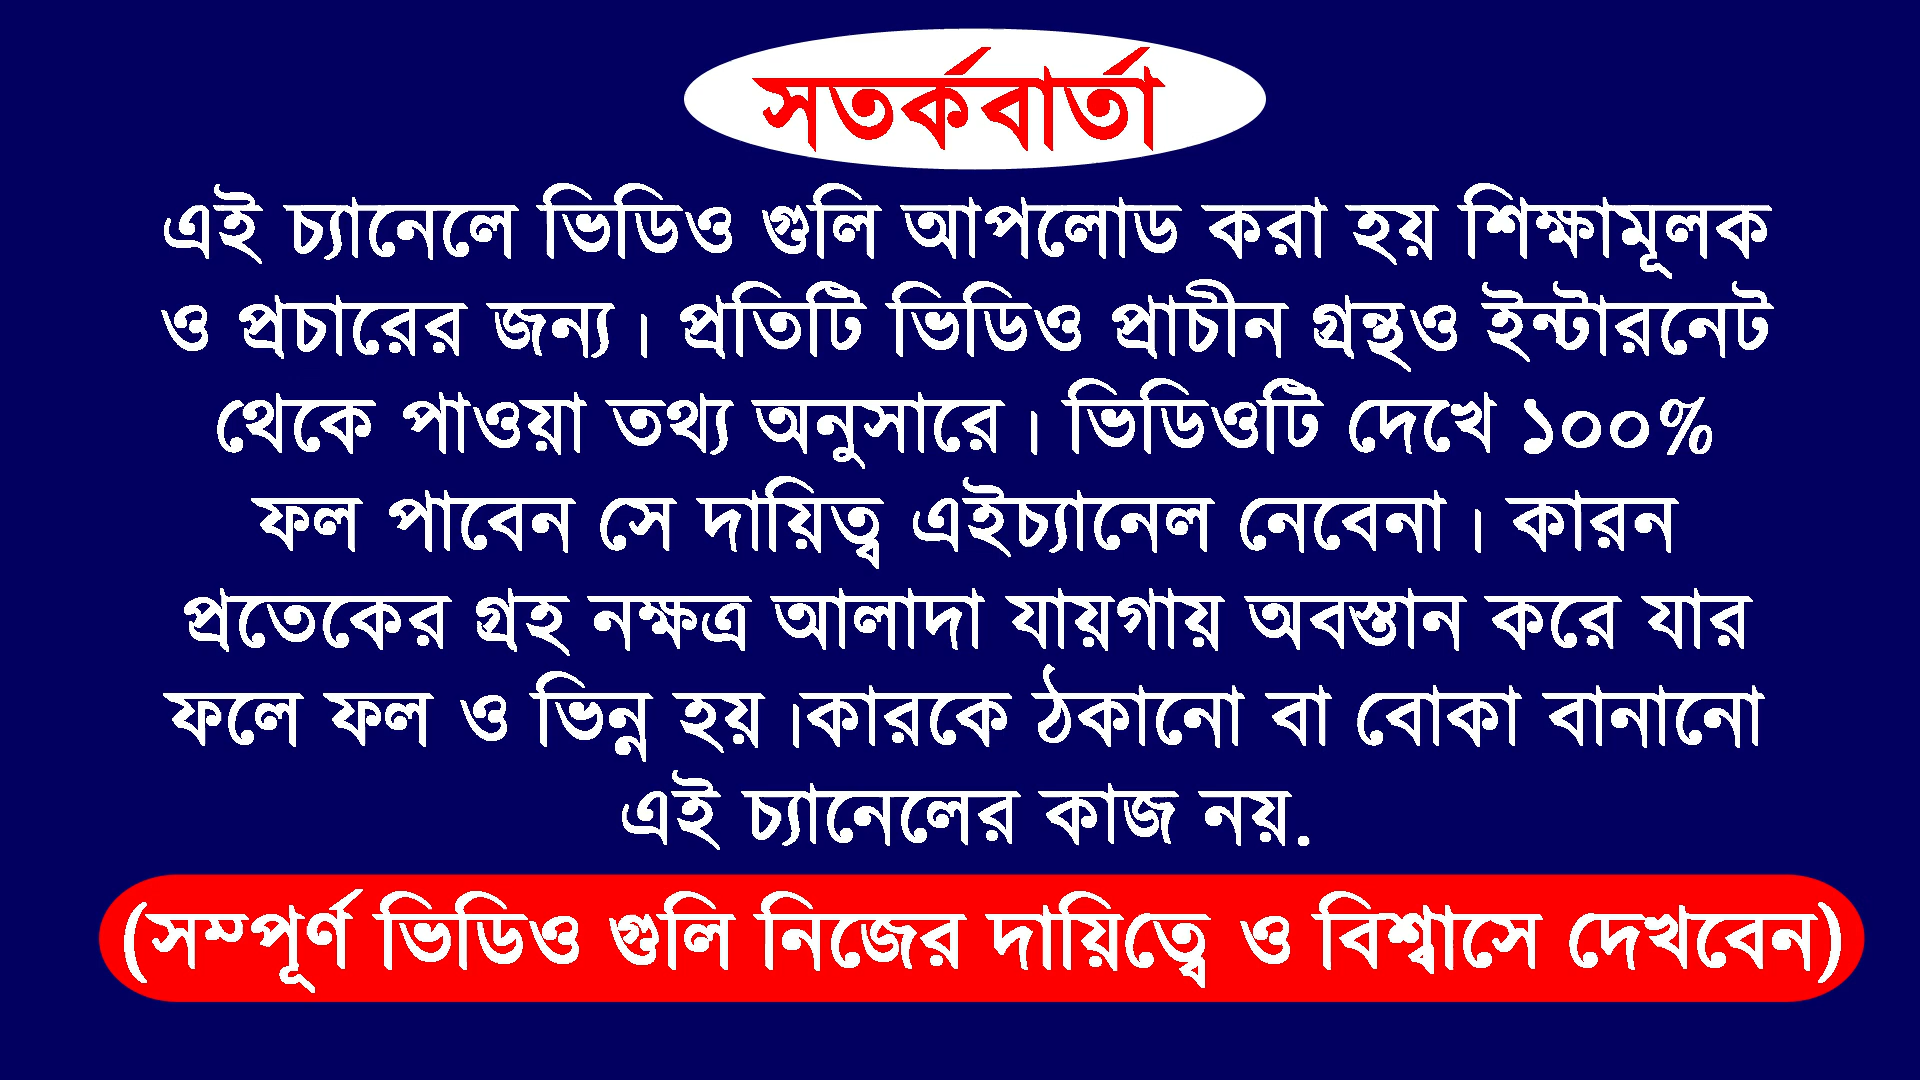 সতর্কবার্তা
এই চ্যানেলে ভিডিও গুলি আপলোড করা হয় শিক্ষামূলক
ও প্রচারের জন্য। প্রতিটি ভিডিও প্রাচীন গ্রন্থও ইন্টারনেট
থেকে পাওয়া তথ্য অনুসারে। ভিডিওটি দেখে ১০০%
ফল পাবেন সে দায়িত্ব এইচ্যানেল নেবেনা। কারন
প্রতেকের গ্রহ নক্ষত্র আলাদা যায়গায় অবস্তান করে যার
ফলে ফল ও ভিন্ন হয়।কারকে ঠকানো বা বোকা বানানো
এই চ্যানেলের কাজ নয়.
(সম্পূর্ণ ভিডিও গুলি নিজের দায়িত্বে ও বিশ্বাসে দেখবেন)